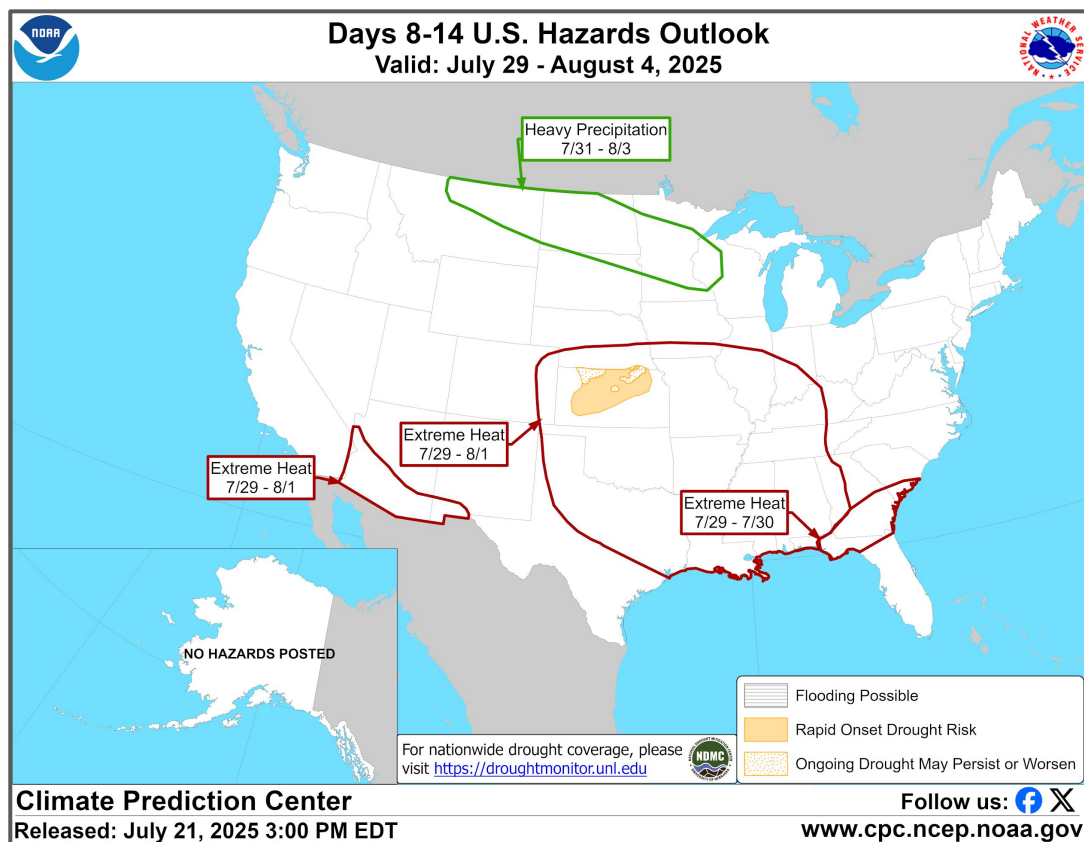 NOAA
Days 8-14 U.S. Hazards Outlook
Valid: July 29 - August 4, 2025
NATIONAL WEATHER SERVICE
Heavy Precipitation
7/31 - 8/3
Extreme Heat
7/29 - 8/1
Extreme Heat
7/29 - 8/1
Extreme Heat
7/29 - 7/30
NO HAZARDS POSTED
For nationwide drought coverage, please
visit https://droughtmonitor.unl.edu
NDMC
Flooding Possible
Rapid Onset Drought Risk
Ongoing Drought May Persist or Worsen
Climate Prediction Center
Released: July 21, 2025 3:00 PM EDT
Follow us:
www.cpc.ncep.noaa.gov